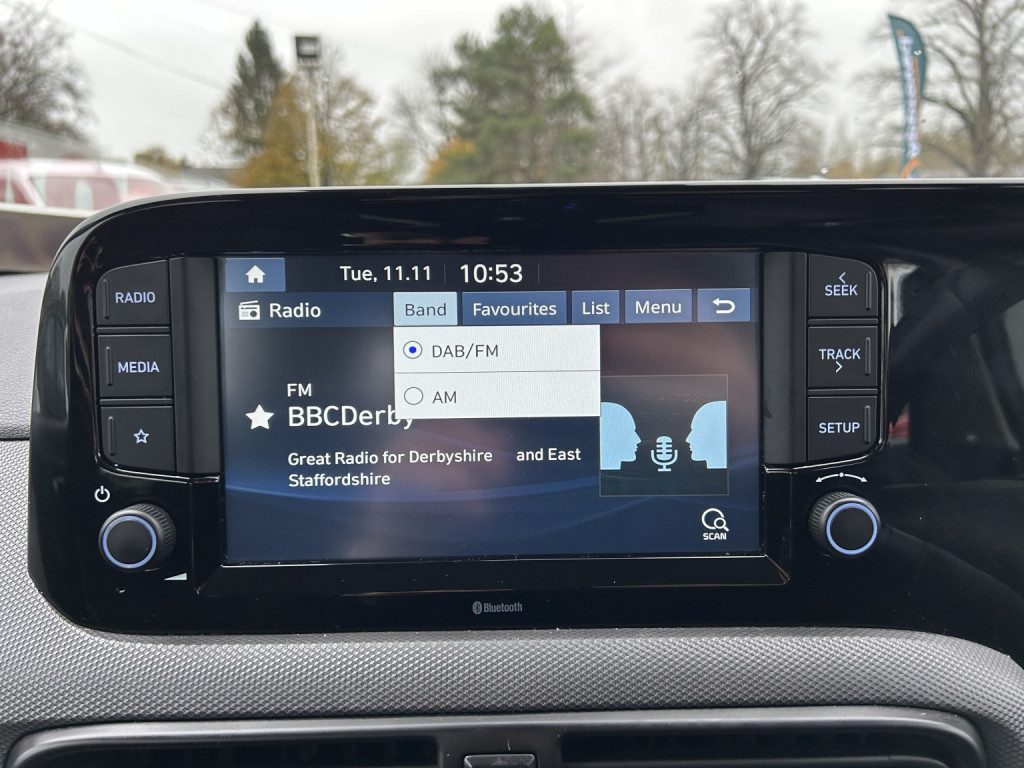 Tue, 11.11 10:53
RADIO
SEEK
Radio Band Favourites List Menu
DAB/FM
TRACK
MEDIA
FM
AM
BBCDerby
SETUP
Great Radio for Derbyshire and East
Staffordshire
SCAN
Bluetooth